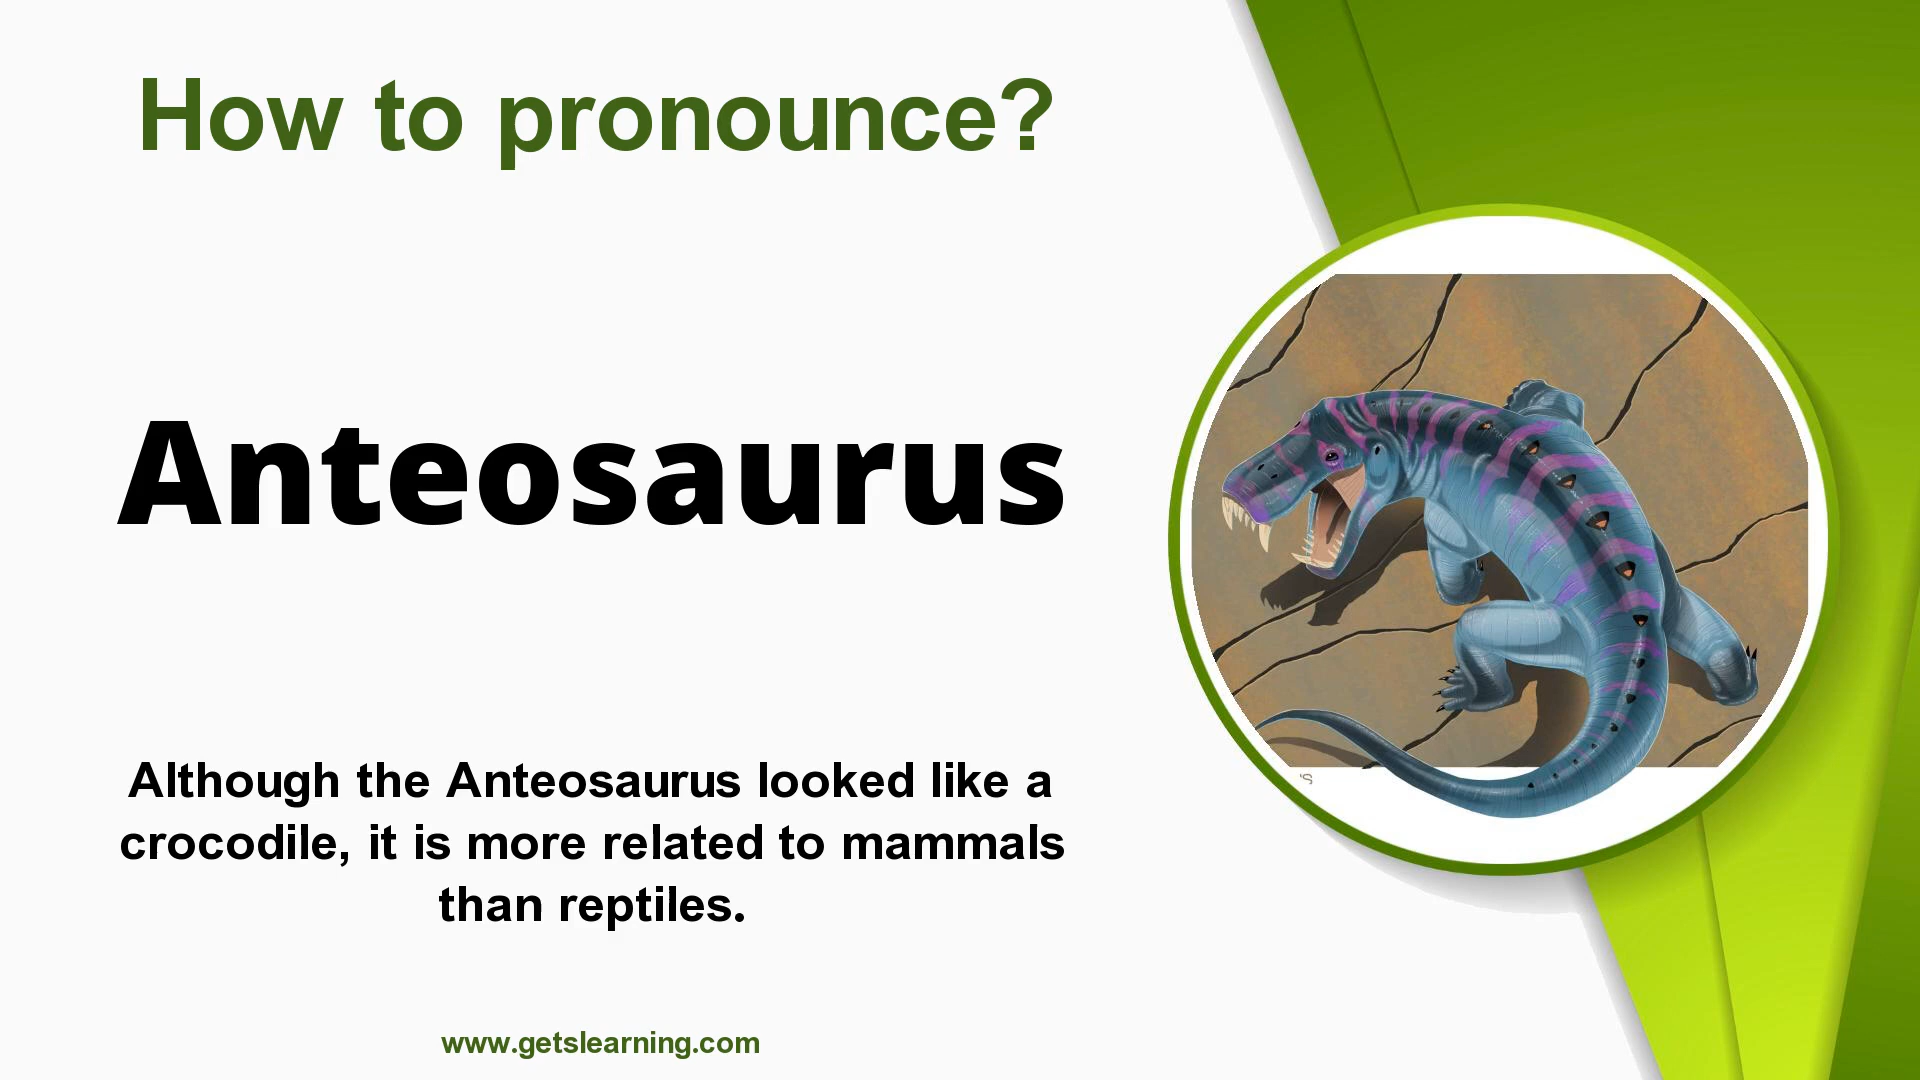 How to pronounce?
Anteosaurus
Although the Anteosaurus looked like a
crocodile, it is more related to mammals
than reptiles.
www.getslearning.com